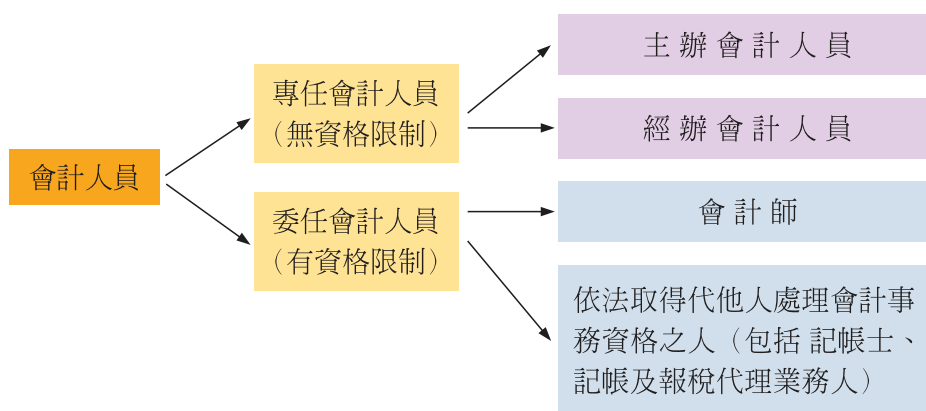 會計人員
專任會計人員
（無資格限制）
主辦會計人員
經辦會計人員
委任會計人員
（有資格限制）
會計師
依法取得代他人處理會計事
務資格之人（包括 記帳士、
記帳及報稅代理業務人）